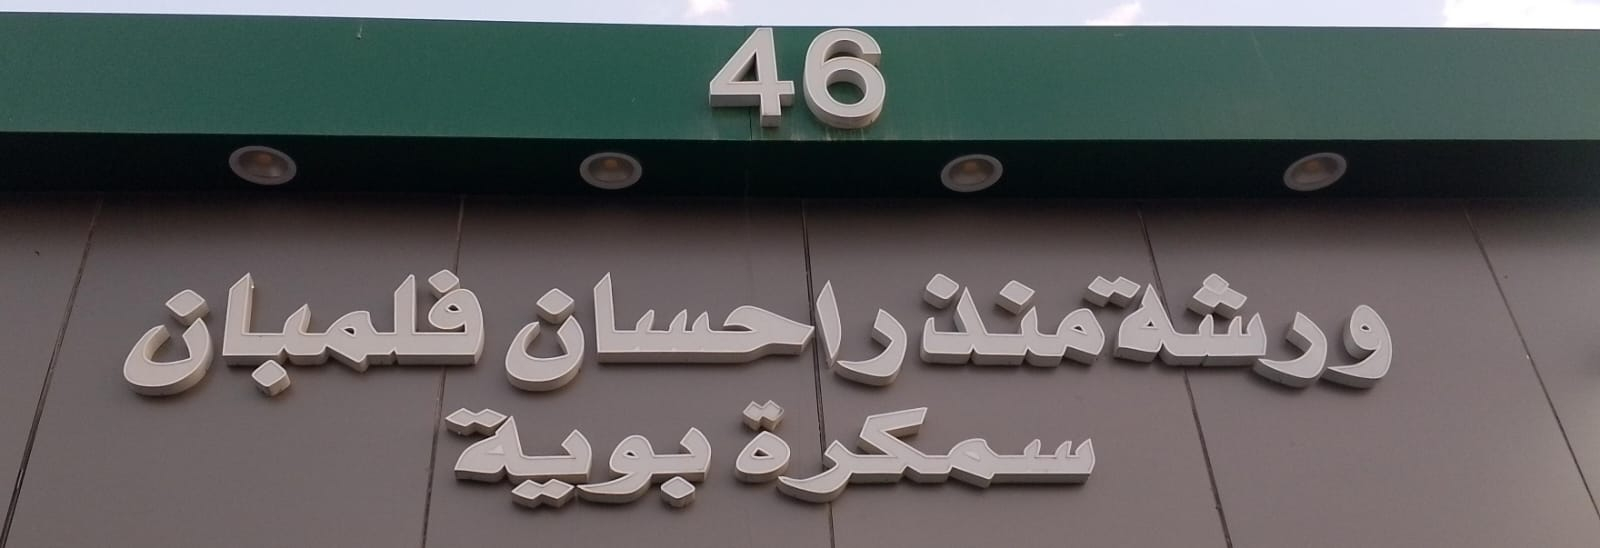 46
ورشة منذر احسان فلمبان
سمكرة بوية